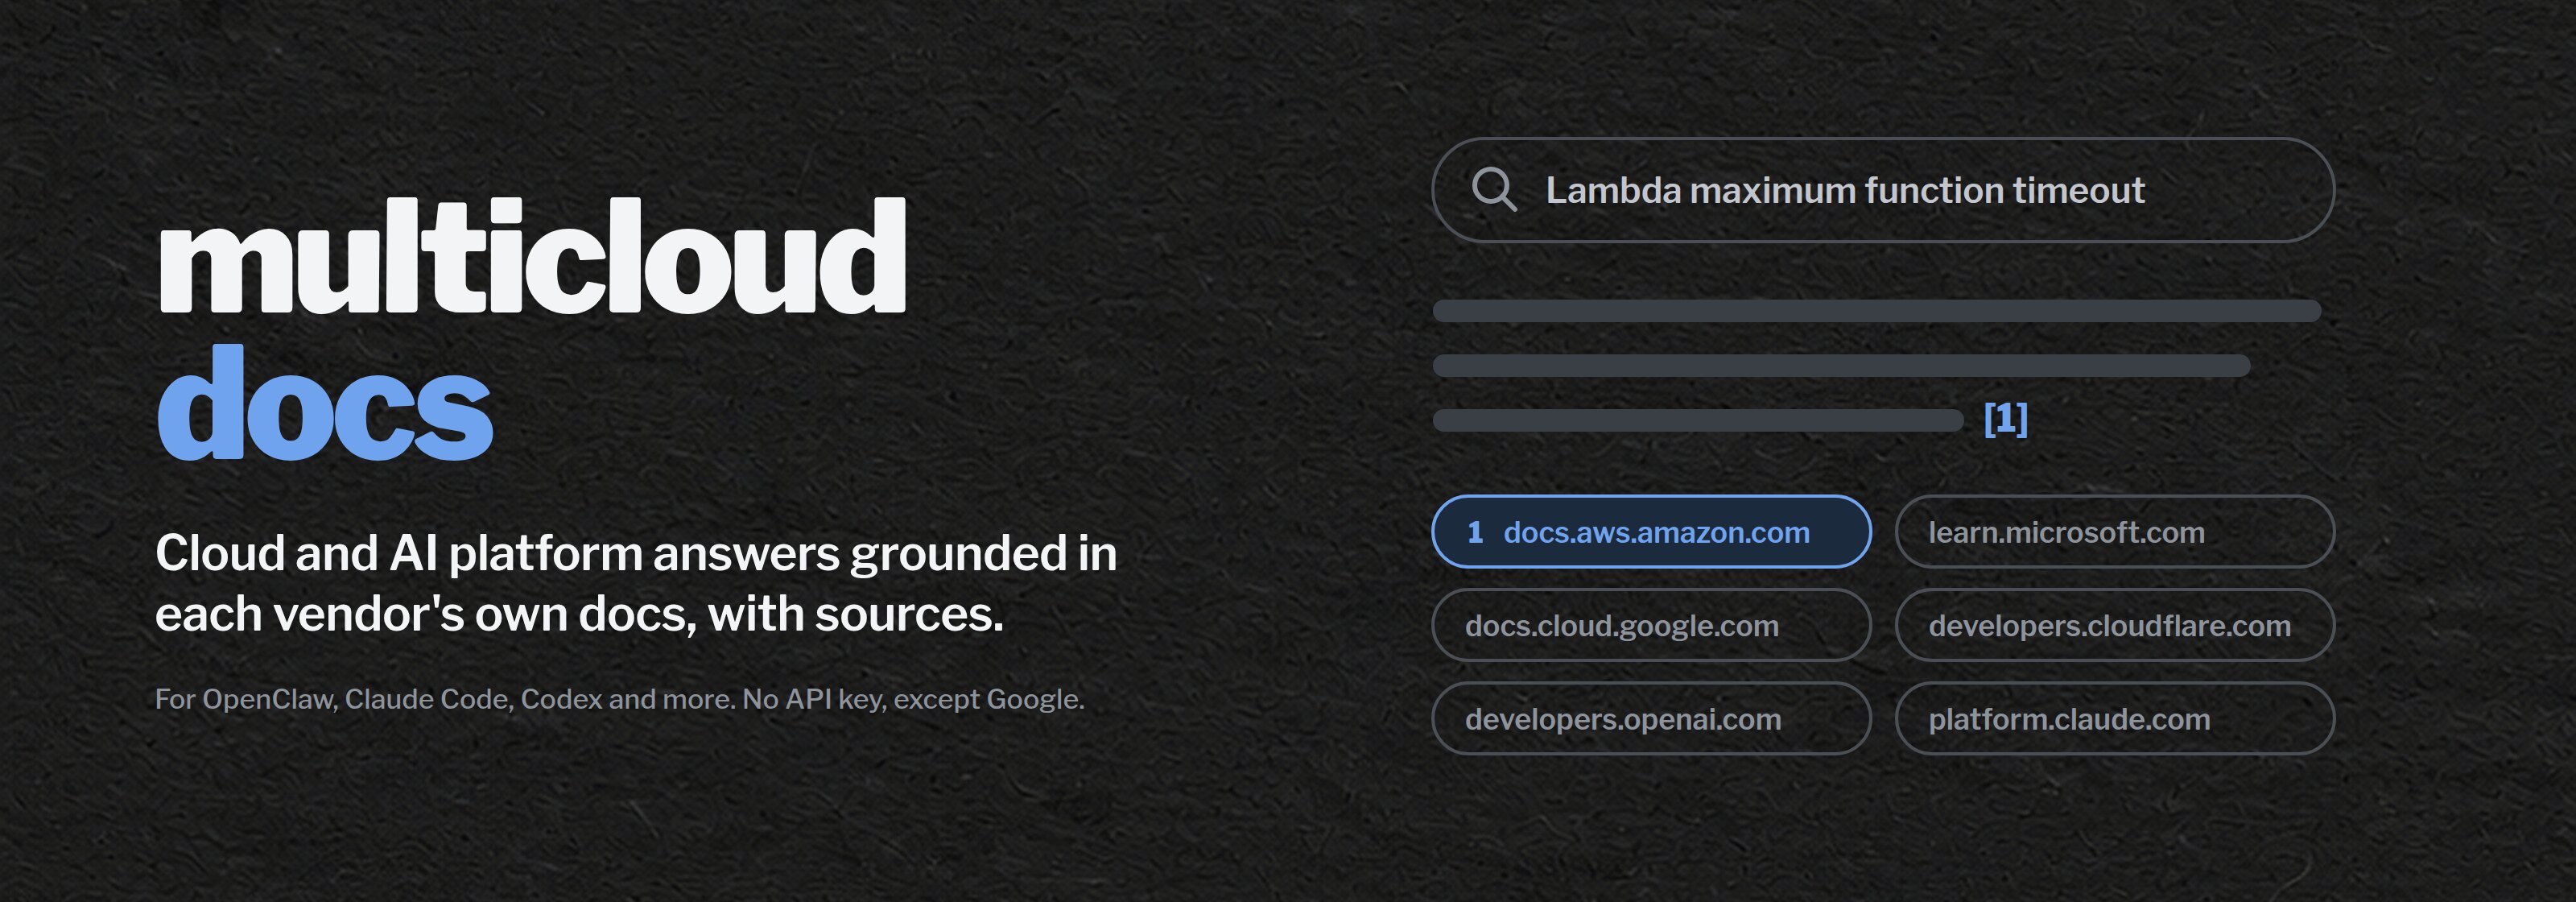 multicloud
docs
Cloud and AI platform answers grounded in
each vendor's own docs, with sources.
For OpenClaw, Claude Code, Codex and more. No API key, except Google.
Lambda maximum function timeout
[1]
1 docs.aws.amazon.com
learn.microsoft.com
docs.cloud.google.com
developers.cloudflare.com
developers.openai.com
platform.claude.com